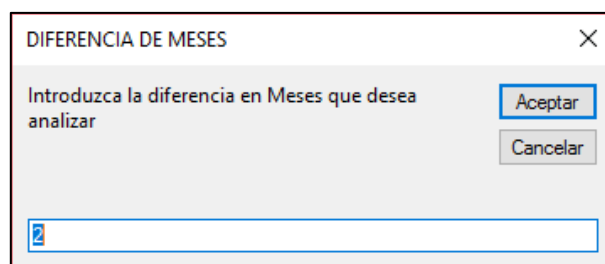 DIFERENCIA DE MESES
Introduzca la diferencia en Meses que desea
analizar
Aceptar
Cancelar
2